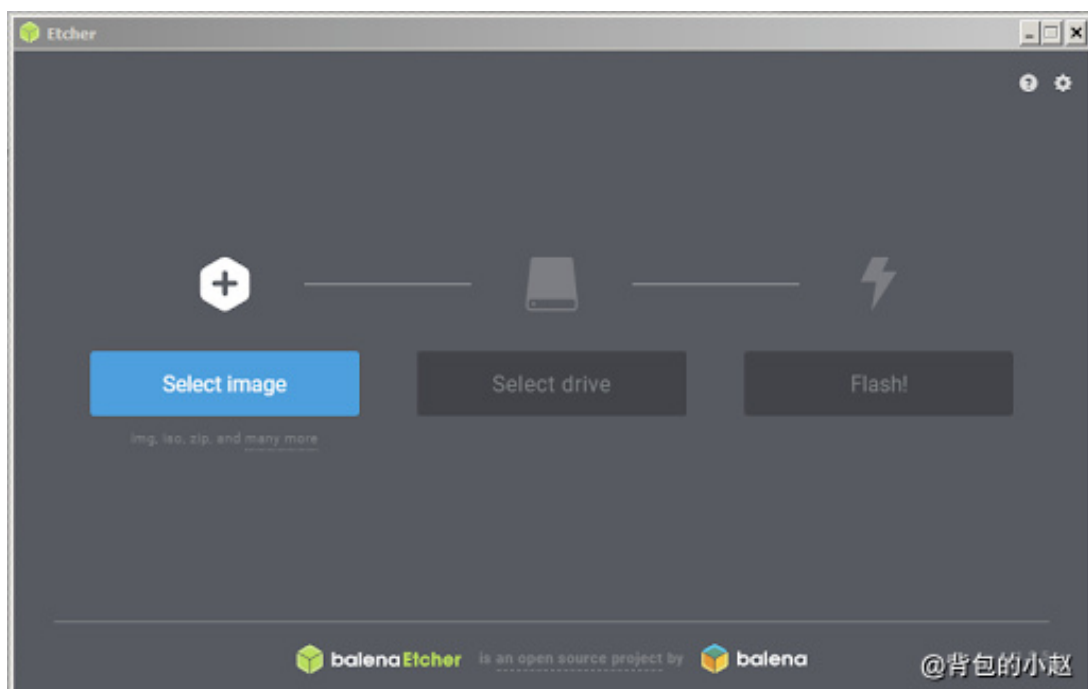 Etcher
Select image
Select drive
Flash!
img, iso, zip, and many more
balenaEtcher is an open source project by balena
@背包的小赵